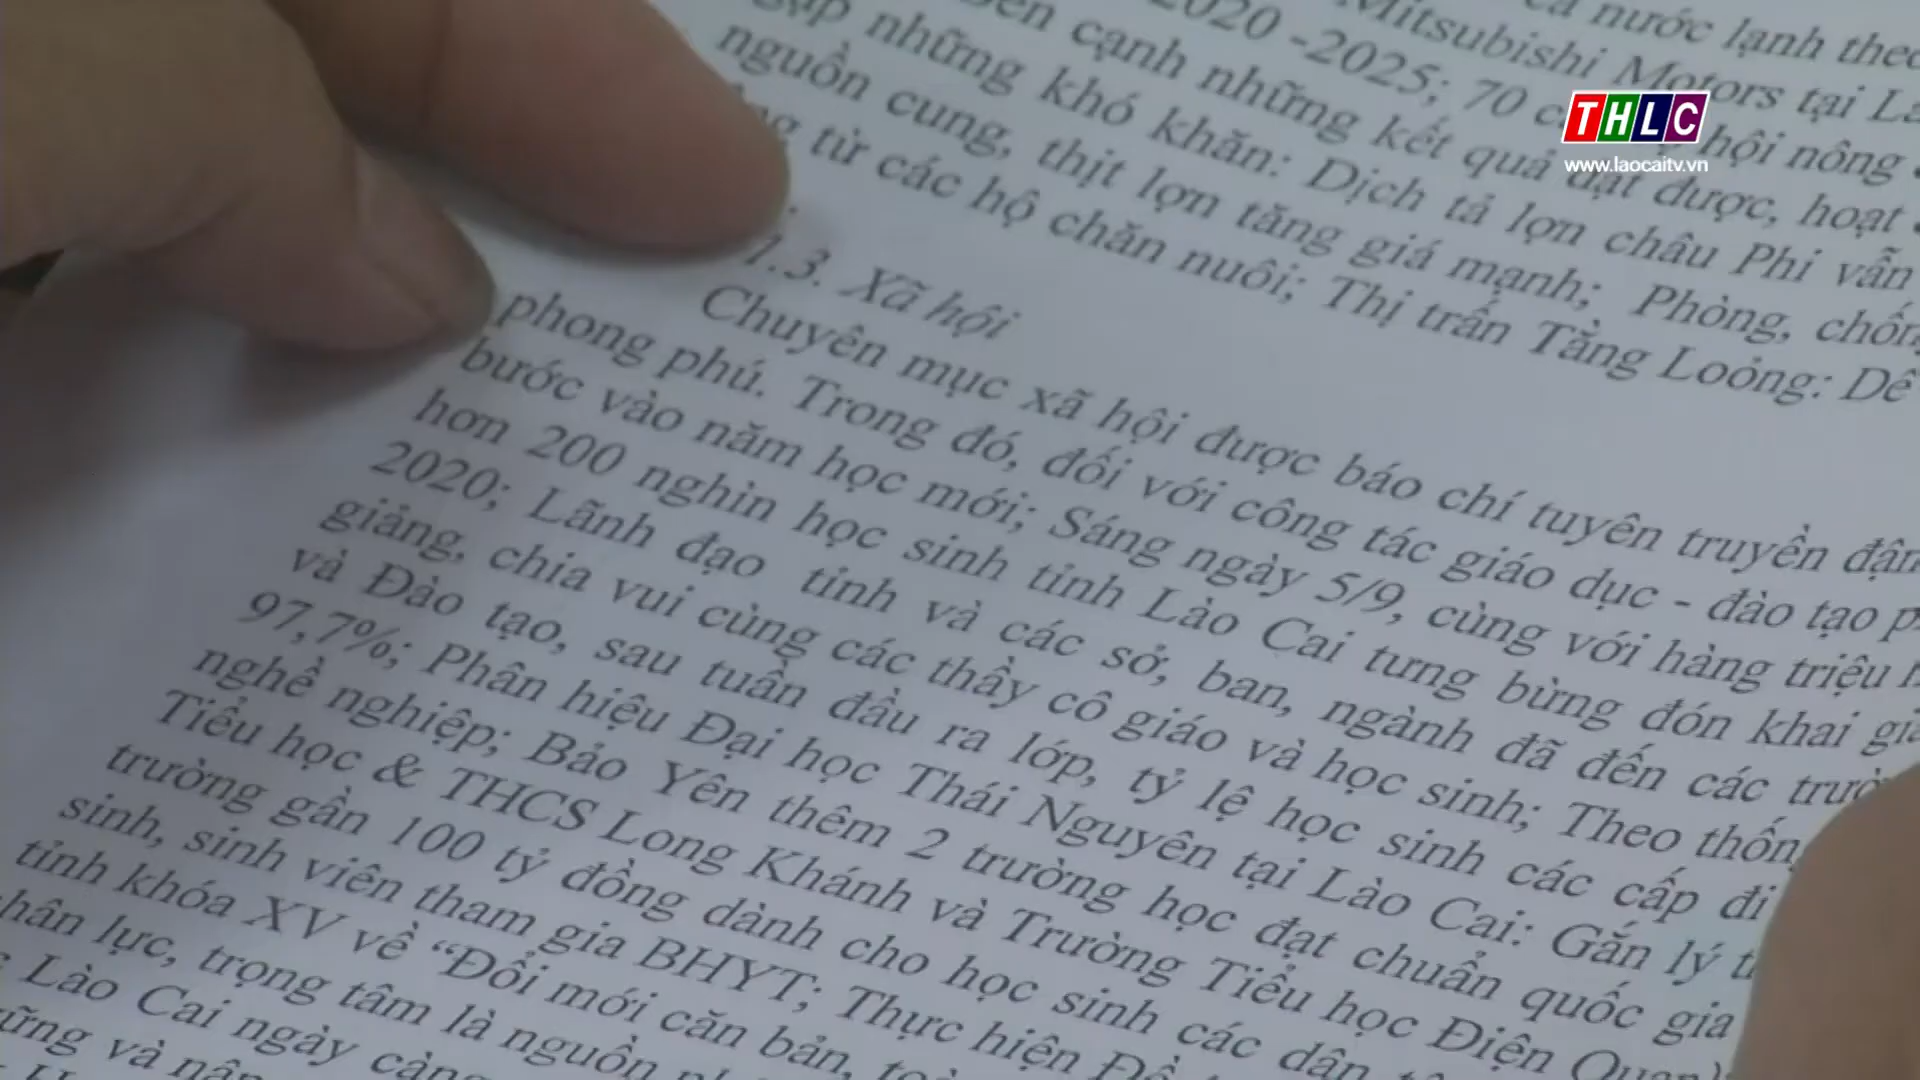 cá nước lạnh theo
2020 -2025; 70 Mitsubishi Motors tại
bên cạnh những kết quả đạt được, hoạt
gặp những khó khăn: Dịch tả lợn châu Phi vẫn
nguồn cung, thịt lợn tăng giá mạnh; Phòng, chống
từ các hộ chăn nuôi; Thị trấn Tằng Loỏng: Dê
hội nông
THLC
www.laocaitv.vn
1.3. Xã hội
Chuyên mục xã hội được báo chí tuyên truyền đậm
phong phú. Trong đó, đối với công tác giáo dục - đào tạo
bước vào năm học mới; Sáng ngày 5/9, cùng với hàng triệu
hơn 200 nghìn học sinh tỉnh Lào Cai tưng bừng đón khai
2020; Lãnh đạo tỉnh và các sở, ban, ngành đã đến các
giảng, chia vui cùng các thầy cô giáo và học sinh; Theo
và Đào tạo, sau tuần đầu ra lớp, tỷ lệ học sinh các cấp đi
97,7%; Phân hiệu Đại học Thái Nguyên tại Lào Cai: Gắn lý
nghề nghiệp; Bảo Yên thêm 2 trường học đạt chuẩn quốc gia
Tiểu học & THCS Long Khánh và Trường Tiểu học Điện Quan);
trường gần 100 tỷ đồng dành cho học sinh các dân
sinh, sinh viên tham gia BHYT; Thực hiện
tỉnh khóa XV về “Đổi mới căn bản,
lực, trọng tâm là nguồn
Lào Cai ngày càng
và